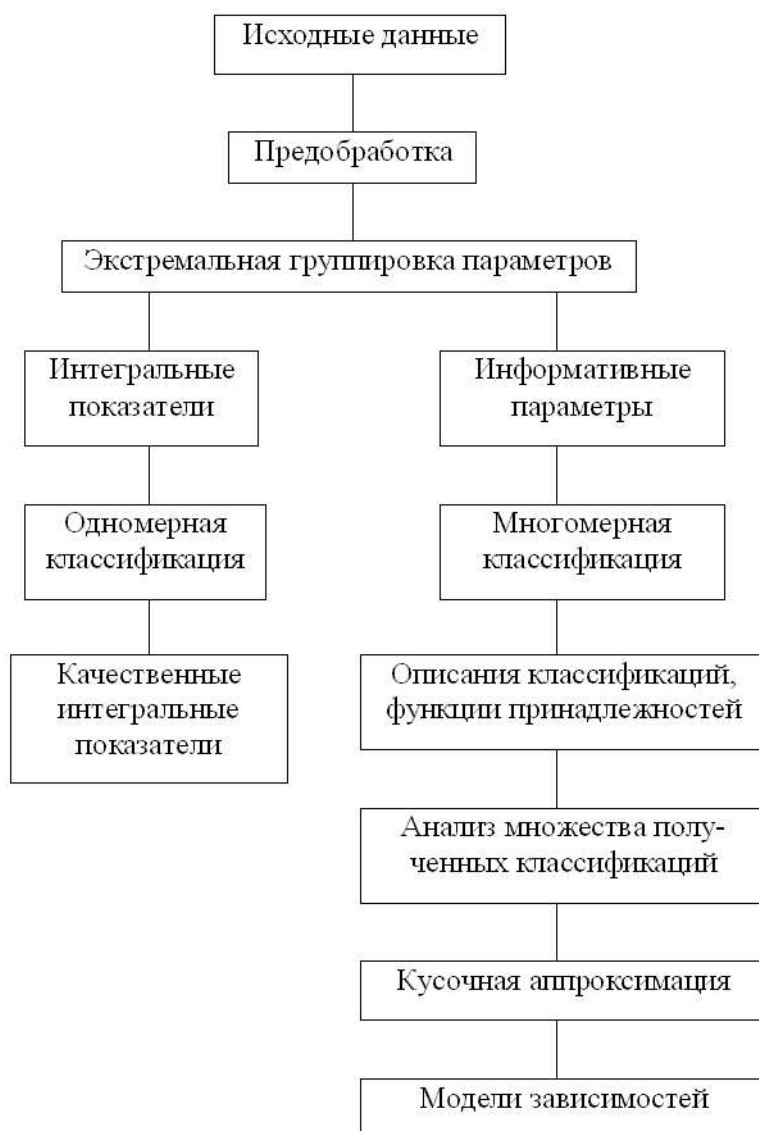 Исходные данные
Предобработка
Экстремальная группировка параметров
Интегральные
показатели
Информативные
параметры
Одномерная
классификация
Многомерная
классификация
Качественные
интегральные
показатели
Описания классификаций,
функции принадлежностей
Анализ множества полу-
ченных классификаций
Кусочная аппроксимация
Модели зависимостей